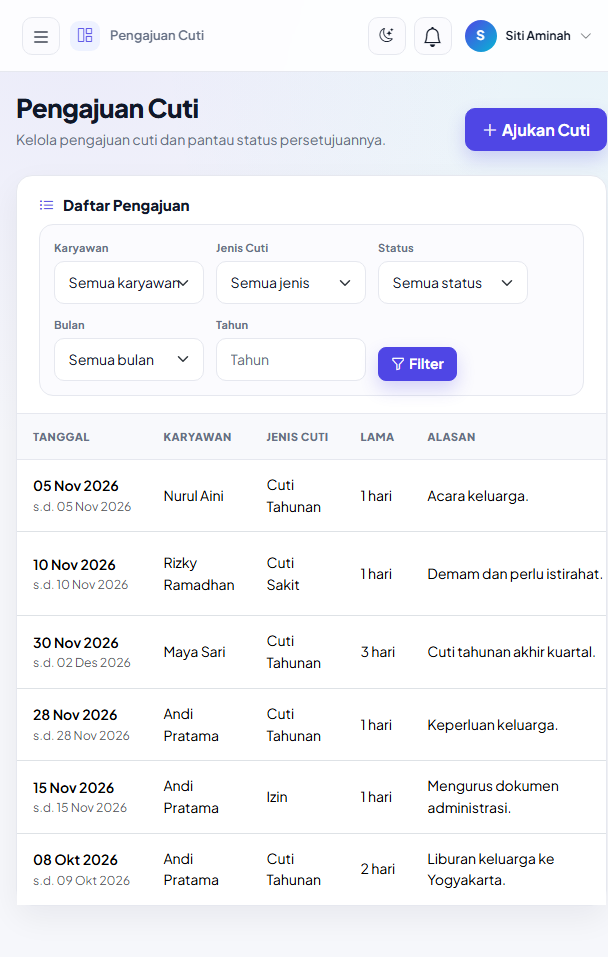 Pengajuan Cuti
S
Siti Aminah
Pengajuan Cuti
Kelola pengajuan cuti dan pantau status persetujuannya.
Ajukan Cuti
Daftar Pengajuan
Karyawan
Jenis Cuti
Status
Semua karyawan
Semua jenis
Semua status
Bulan
Tahun
Semua bulan
Tahun
Filter
TANGGAL
KARYAWAN
JENIS CUTI
LAMA
ALASAN
05 Nov 2026
s.d. 05 Nov 2026
Nurul Aini
Cuti
Tahunan
1 hari
Acara keluarga.
10 Nov 2026
s.d. 10 Nov 2026
Rizky
Ramadhan
Cuti
Sakit
1 hari
Demam dan perlu istirahat.
30 Nov 2026
s.d. 02 Des 2026
Maya Sari
Cuti
Tahunan
3 hari
Cuti tahunan akhir kuartal.
28 Nov 2026
s.d. 28 Nov 2026
Andi
Pratama
Cuti
Tahunan
1 hari
Keperluan keluarga.
15 Nov 2026
s.d. 15 Nov 2026
Andi
Pratama
Izin
1 hari
Mengurus dokumen
administrasi.
08 Okt 2026
s.d. 09 Okt 2026
Andi
Pratama
Cuti
Tahunan
2 hari
Liburan keluarga ke
Yogyakarta.